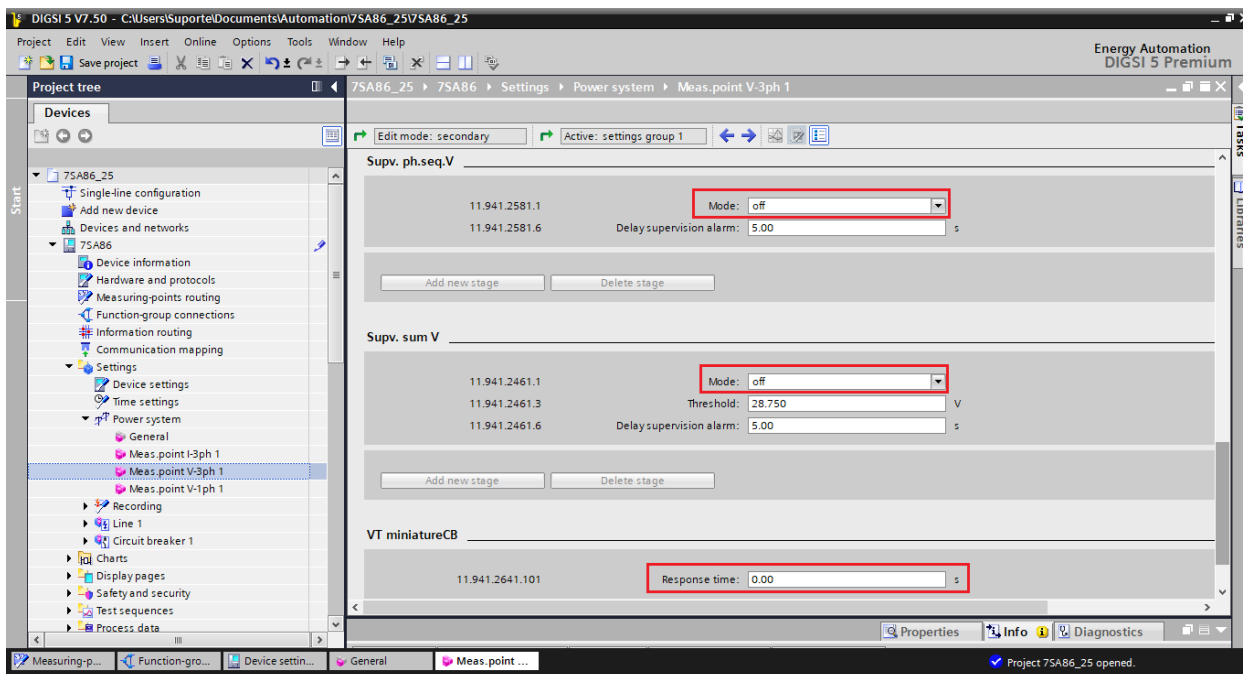 DIGSI 5 V7.50 - C:\Users\Suporte\Documents\Automation\7SA86_25\7SA86_25
Project Edit View Insert Online Options Tools Window Help
Energy Automation
DIGSI 5 Premium
Save project
Project tree
7SA86_25 ▸ 7SA86 ▸ Settings ▸ Power system ▸ Meas.point V-3ph 1
Devices
Start
Tasks
Libraries
Edit mode: secondary
Active: settings group 1
7SA86_25
Single-line configuration
Add new device
Devices and networks
7SA86
Device information
Hardware and protocols
Measuring-points routing
Function-group connections
Information routing
Communication mapping
Settings
Device settings
Time settings
Power system
General
Meas.point I-3ph 1
Meas.point V-3ph 1
Meas.point V-1ph 1
Recording
Line 1
Circuit breaker 1
Charts
Display pages
Safety and security
Test sequences
Process data
Supv. ph.seq.V
11.941.2581.1 Mode: off
11.941.2581.6 Delay supervision alarm: 5.00 s
Add new stage Delete stage
Supv. sum V
11.941.2461.1 Mode: off
11.941.2461.3 Threshold: 28.750 V
11.941.2461.6 Delay supervision alarm: 5.00 s
Add new stage Delete stage
VT miniatureCB
11.941.2641.101 Response time: 0.00 s
Properties Info Diagnostics
Measuring-p... Function-gro... Device settin... General Meas.point ... Project 7SA86_25 opened.